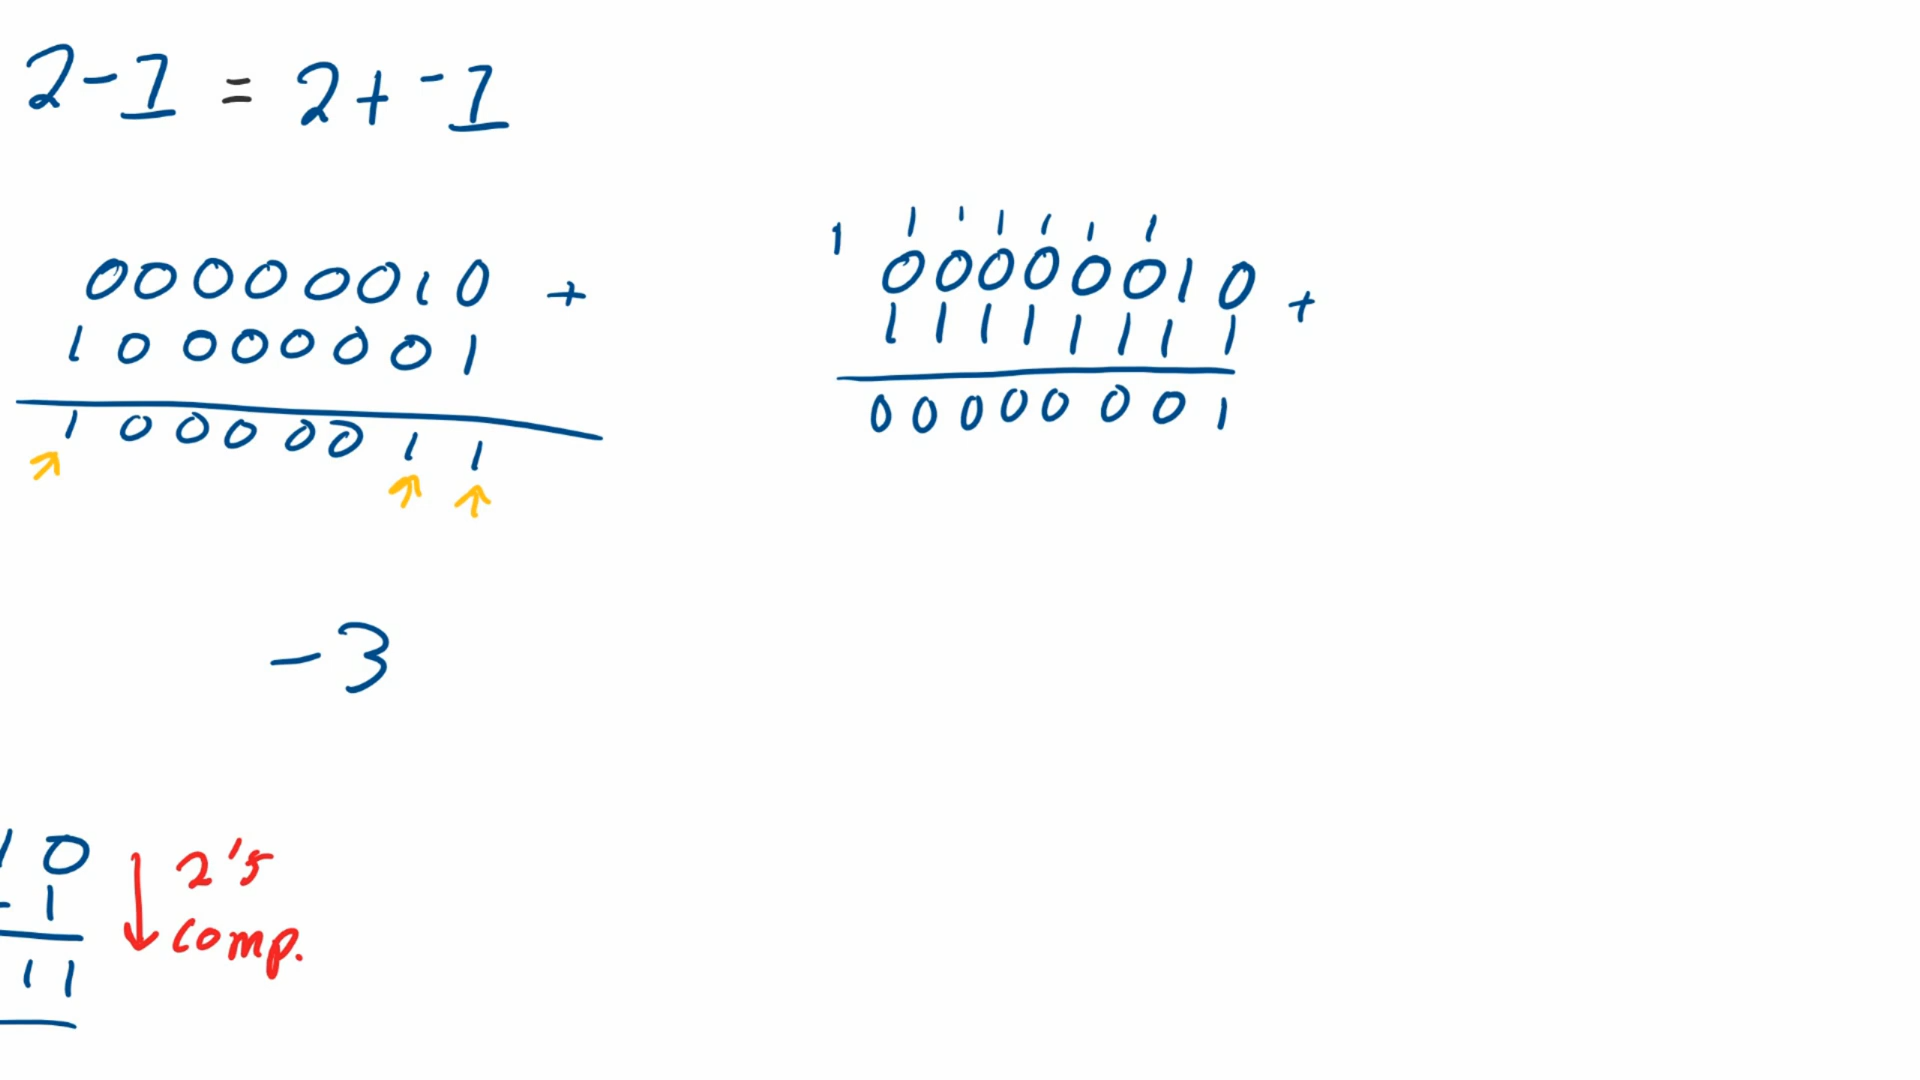 2-1 = 2+ -1
00000010 +
10000001
10000011
-3
1 1 1 1 1 1 1
00000010 +
11111111
00000001
10
1
11
2's
comp.